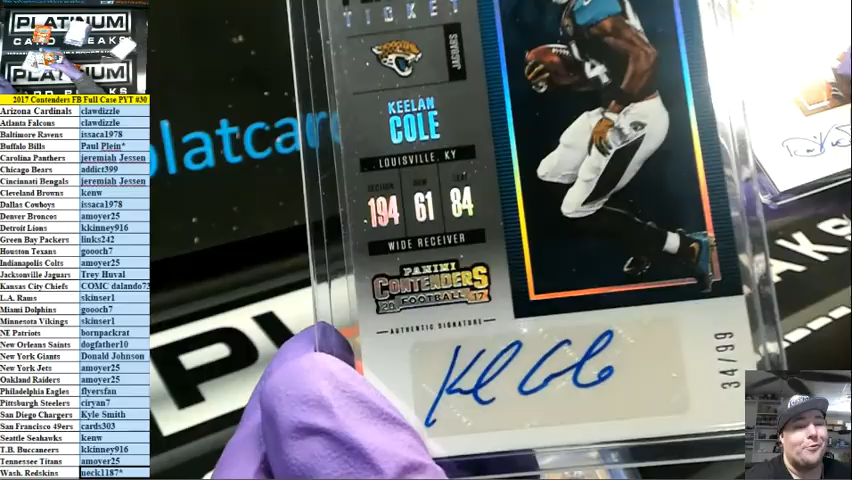 PLATINUM
CARD BREAKS
PLATINUM
2017 Contenders FB Full Case PYT #30
Arizona Cardinals clawdizzle
Atlanta Falcons clawdizzle
Baltimore Ravens issaca1978
Buffalo Bills Paul Plein*
Carolina Panthers jeremiah Jessen
Chicago Bears addict399
Cincinnati Bengals jeremiah Jessen
Cleveland Browns kenw
Dallas Cowboys issaca1978
Denver Broncos amoyer25
Detroit Lions kkinney916
Green Bay Packers links242
Houston Texans gooch7
Indianapolis Colts amoyer25
Jacksonville Jaguars Trey Huval
Kansas City Chiefs COMC dalando73
L.A. Rams skinser1
Miami Dolphins gooch7
Minnesota Vikings skinser1
NE Patriots bornpackrat
New Orleans Saints dogfather10
New York Giants Donald Johnson
New York Jets amoyer25
Oakland Raiders amoyer25
Philadelphia Eagles flyersfan
Pittsburgh Steelers ciryan7
San Diego Chargers Kyle Smith
San Francisco 49ers cards303
Seattle Seahawks kenw
T.B. Buccaneers kkinney916
Tennessee Titans amoyer25
Wash. Redskins neck1187*
platcar
TICKET
JAGUARS
KEELAN
COLE
LOUISVILLE, KY
SECTION ROW SEAT
194 61 84
WIDE RECEIVER
PANINI
CONTENDERS
20 FOOTBALL 17
AUTHENTIC SIGNATURE
34/99